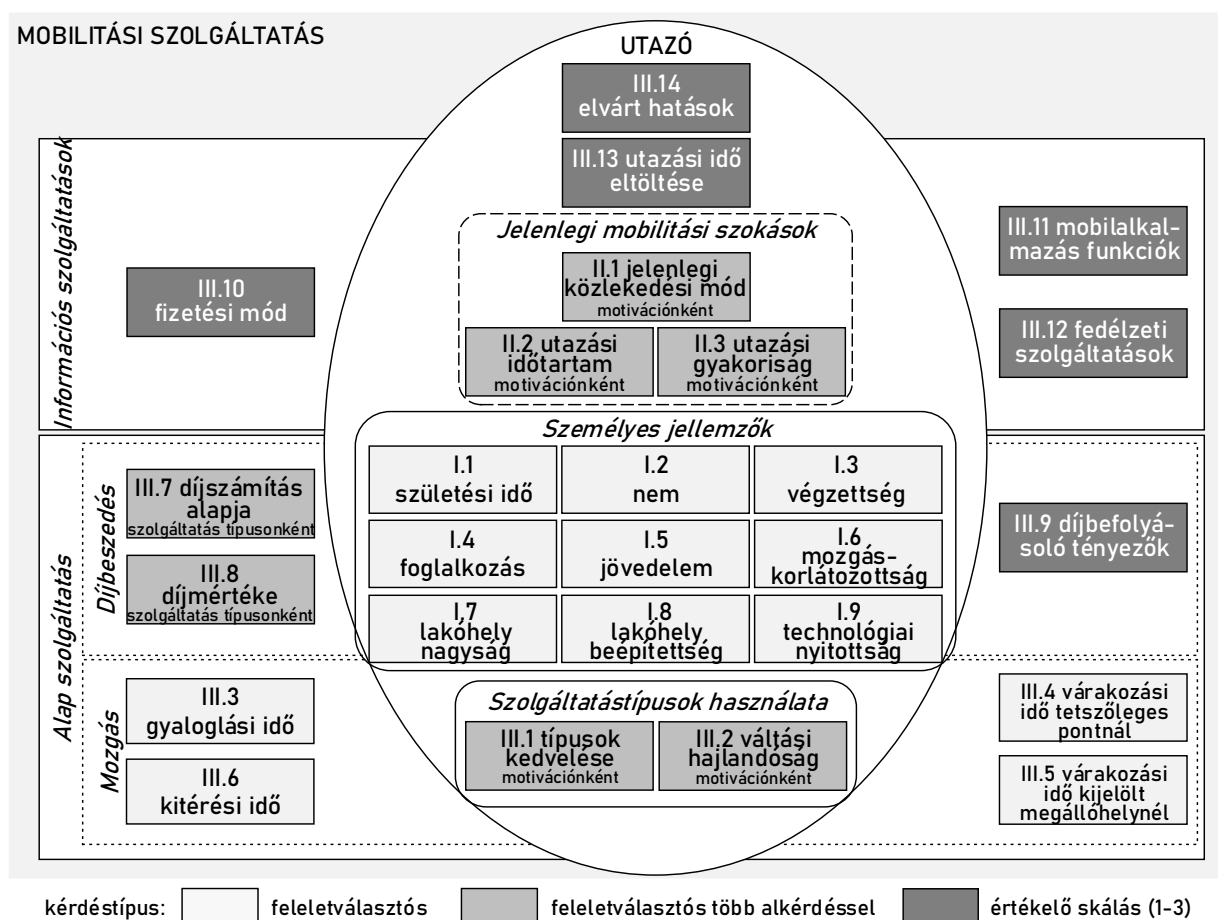 MOBILITÁSI SZOLGÁLTATÁS
UTAZÓ
III.14
elvárt hatások
III.13 utazási idő
eltöltése
Információs szolgáltatások
Jelenlegi mobilitási szokások
II.1 jelenlegi
közlekedési mód
motivációnként
II.2 utazási
időtartam
motivációnként
II.3 utazási
gyakoriság
motivációnként
III.10
fizetési mód
III.11 mobilalkal-
mazás funkciók
III.12 fedélzeti
szolgáltatások
Személyes jellemzők
I.1
születési idő
I.2
nem
I.3
végzettség
I.4
foglalkozás
I.5
jövedelem
I.6
mozgás-
korlátozottság
I.7
lakóhely
nagyság
I.8
lakóhely
beépítettség
I.9
technológiai
nyitottság
Alap szolgáltatás
Díjbeszedés
III.7 díjszámítás
alapja
szolgáltatás típusonként
III.8
díjmértéke
szolgáltatás típusonként
III.9 díjbefolyá-
soló tényezők
Mozgás
III.3
gyaloglási idő
III.6
kitérési idő
Szolgáltatástípusok használata
III.1 típusok
kedvelése
motivációnként
III.2 váltási
hajlandóság
motivációnként
III.4 várakozási
idő tetszőleges
pontnál
III.5 várakozási
idő kijelölt
megállóhelynél
kérdéstípus:
feleletválasztós
feleletválasztós több alkérdéssel
értékelő skálás (1-3)